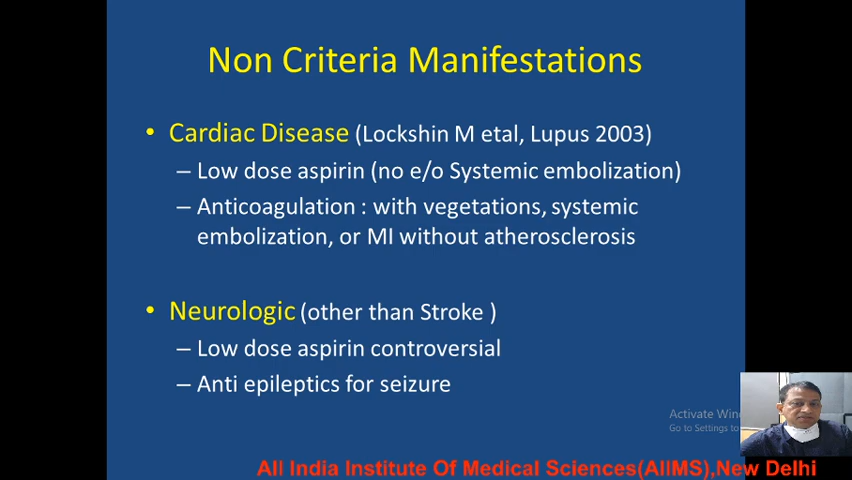 Non Criteria Manifestations
• Cardiac Disease (Lockshin M etal, Lupus 2003)
– Low dose aspirin (no e/o Systemic embolization)
– Anticoagulation : with vegetations, systemic
embolization, or MI without atherosclerosis
• Neurologic (other than Stroke )
– Low dose aspirin controversial
– Anti epileptics for seizure
Activate
Go to Settings to
All India Institute Of Medical Sciences(AIIMS),New Delhi